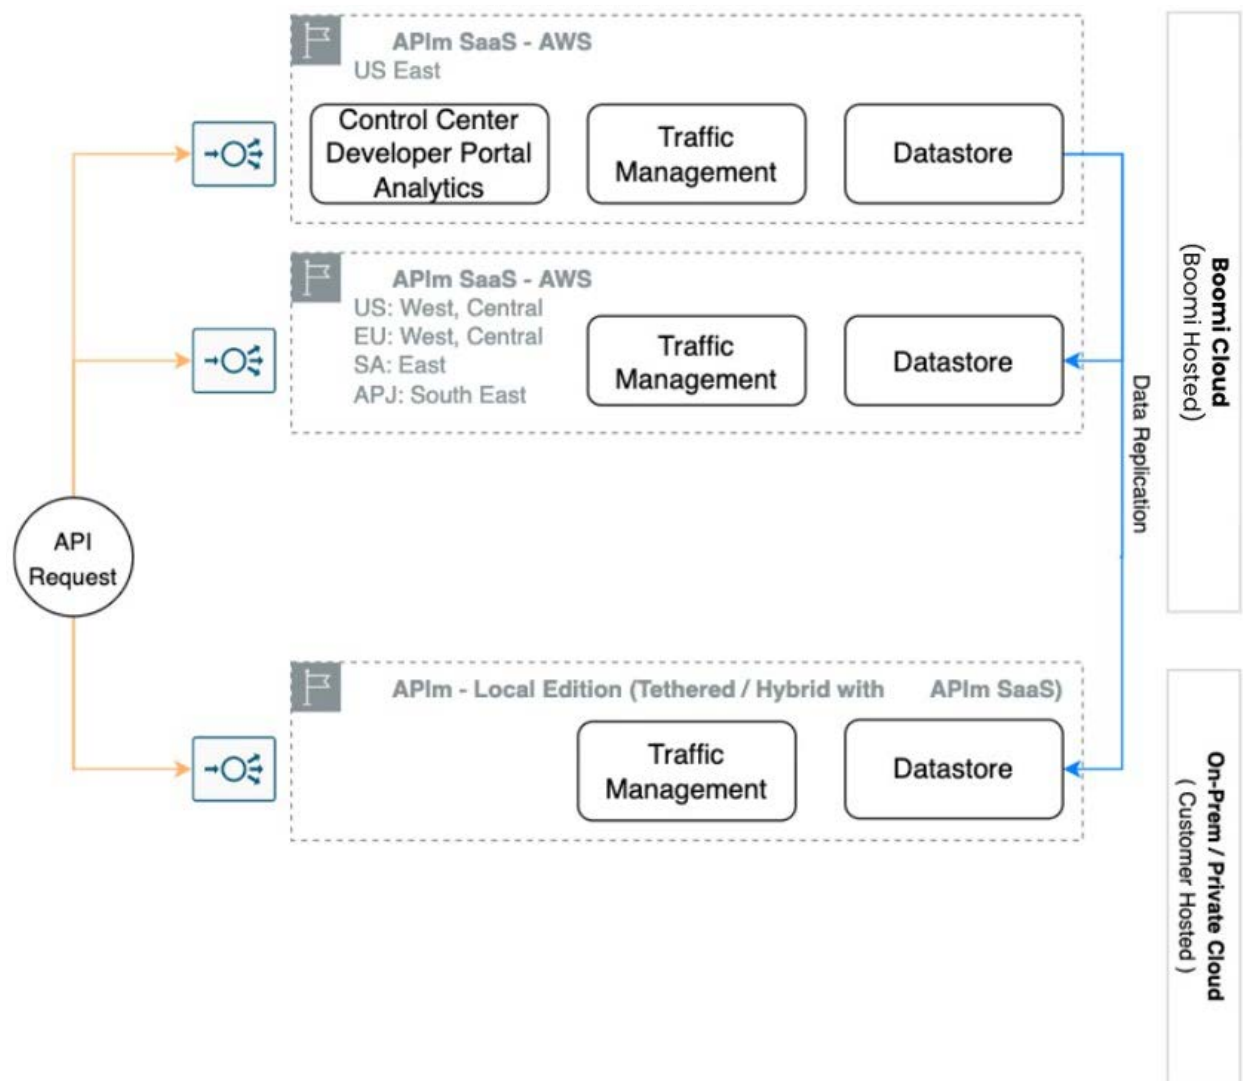 APIm SaaS - AWS
US East
Control Center
Developer Portal
Analytics
Traffic
Management
Datastore
APIm SaaS - AWS
US: West, Central
EU: West, Central
SA: East
APJ: South East
Traffic
Management
Datastore
Data Replication
Boomi Cloud
(Boomi Hosted)
API
Request
APIm - Local Edition (Tethered / Hybrid with APIm SaaS)
Traffic
Management
Datastore
On-Prem / Private Cloud
( Customer Hosted )